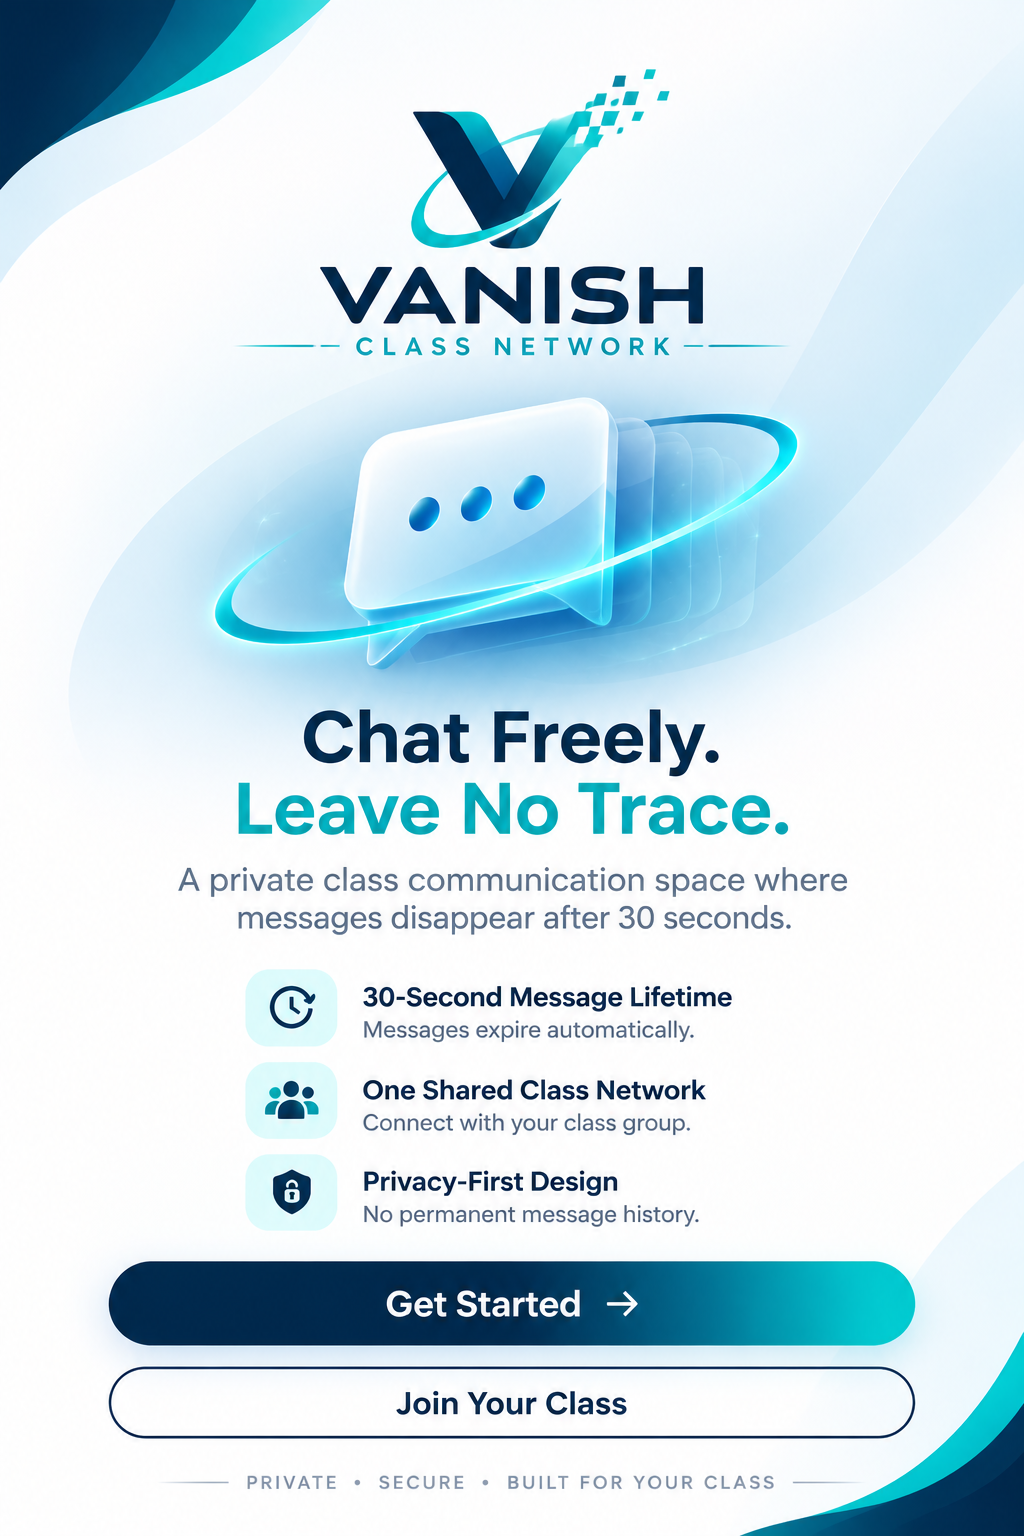 VANISH
CLASS NETWORK
Chat Freely.
Leave No Trace.
A private class communication space where
messages disappear after 30 seconds.
30-Second Message Lifetime
Messages expire automatically.
One Shared Class Network
Connect with your class group.
Privacy-First Design
No permanent message history.
Get Started →
Join Your Class
PRIVATE • SECURE • BUILT FOR YOUR CLASS